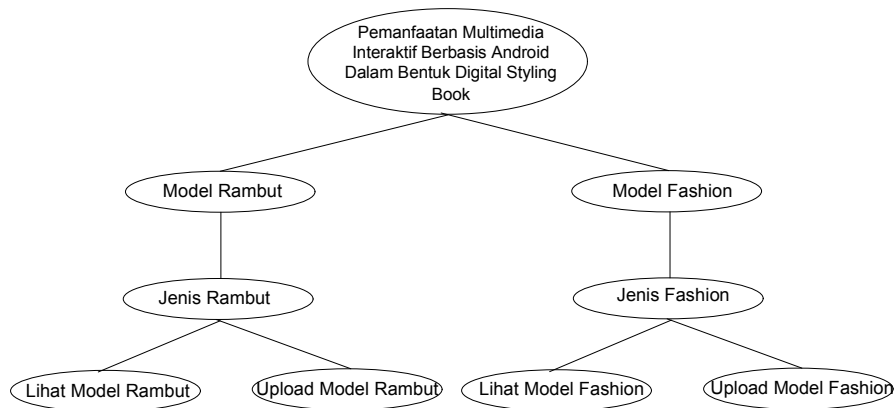 Pemanfaatan Multimedia
Interaktif Berbasis Android
Dalam Bentuk Digital Styling
Book
Model Rambut
Model Fashion
Jenis Rambut
Jenis Fashion
Lihat Model Rambut
Upload Model Rambut
Lihat Model Fashion
Upload Model Fashion